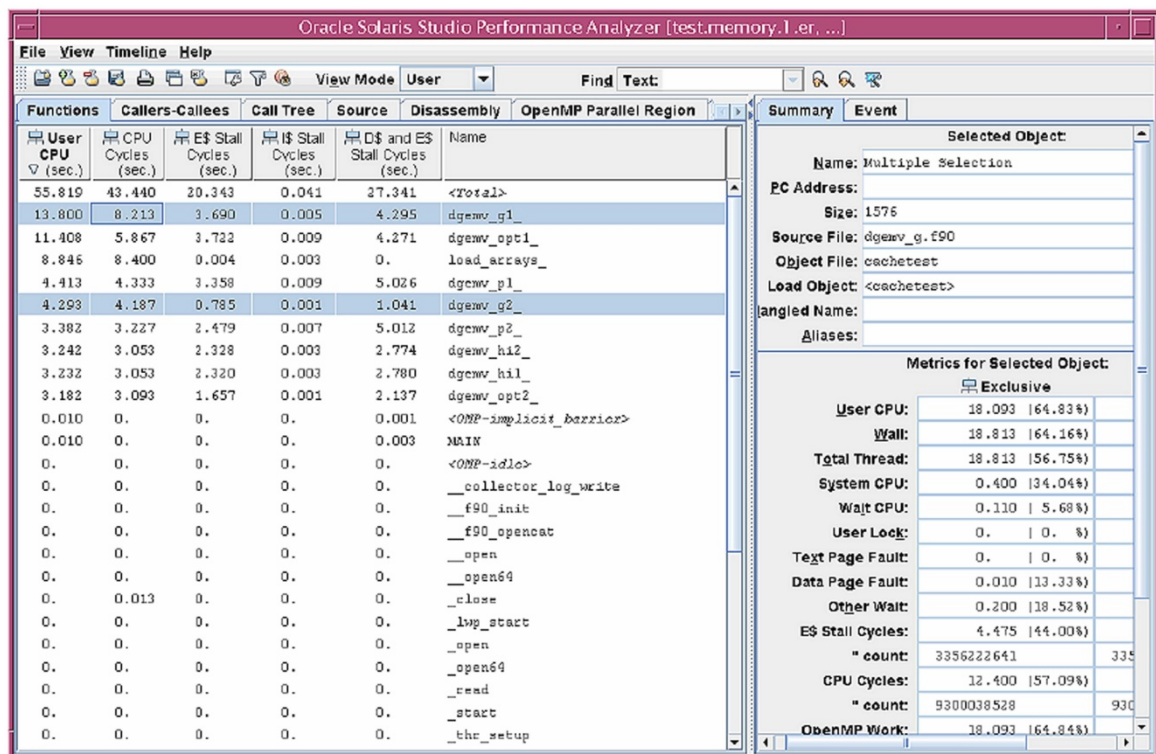 Oracle Solaris Studio Performance Analyzer [test.memory.1.er, ...]
File View Timeline Help
View Mode User Find Text:
Functions Callers-Callees Call Tree Source Disassembly OpenMP Parallel Region
User CPU (sec.) CPU Cycles (sec.) E$ Stall Cycles (sec.) I$ Stall Cycles (sec.) D$ and E$ Stall Cycles (sec.) Name
55.819 43.440 20.343 0.041 27.341 <Total>
13.800 8.213 3.690 0.005 4.295 dgemv_g1_
11.408 5.867 3.722 0.009 4.271 dgemv_opt1_
8.846 8.400 0.004 0.003 0. load_arrays_
4.413 4.333 3.358 0.009 5.026 dgemv_p1_
4.293 4.187 0.785 0.001 1.041 dgemv_g2_
3.382 3.227 2.479 0.007 5.012 dgemv_p2_
3.242 3.053 2.328 0.003 2.774 dgemv_hi2_
3.232 3.053 2.320 0.003 2.780 dgemv_hi1_
3.182 3.093 1.657 0.001 2.137 dgemv_opt2_
0.010 0. 0. 0. 0.001 <OMP-implicit_barrier>
0.010 0. 0. 0. 0.003 MAIN
0. 0. 0. 0. 0. <OMP-idle>
0. 0. 0. 0. 0. __collector_log_write
0. 0. 0. 0. 0. __f90_init
0. 0. 0. 0. 0. __f90_opencat
0. 0. 0. 0. 0. __open
0. 0. 0. 0. 0. __open64
0. 0.013 0. 0. 0. _close
0. 0. 0. 0. 0. _lwp_start
0. 0. 0. 0. 0. _open
0. 0. 0. 0. 0. _open64
0. 0. 0. 0. 0. _read
0. 0. 0. 0. 0. _start
0. 0. 0. 0. 0. _thr_setup
Summary Event
Selected Object:
Name: Multiple Selection
PC Address:
Size: 1576
Source File: dgemv_g.f90
Object File: cachetest
Load Object: <cachetest>
angled Name:
Aliases:
Metrics for Selected Object:
Exclusive
User CPU: 18.093 (64.83%)
Wall: 18.813 (64.16%)
Total Thread: 18.813 (56.75%)
System CPU: 0.400 (34.04%)
Wait CPU: 0.110 ( 5.68%)
User Lock: 0. ( 0. %)
Text Page Fault: 0. ( 0. %)
Data Page Fault: 0.010 (13.33%)
Other Wait: 0.200 (18.52%)
E$ Stall Cycles: 4.475 (44.00%)
" count: 3356222641 335
CPU Cycles: 12.400 (57.09%)
" count: 9300038528 930
OpenMP Work: 18.093 (64.84%)